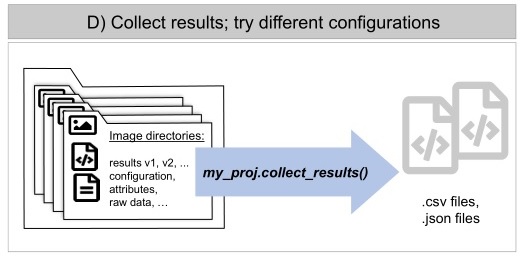 D) Collect results; try different configurations
Image directories:
results v1, v2, ...
configuration,
attributes,
raw data, ...
my_proj.collect_results()
.csv files,
.json files